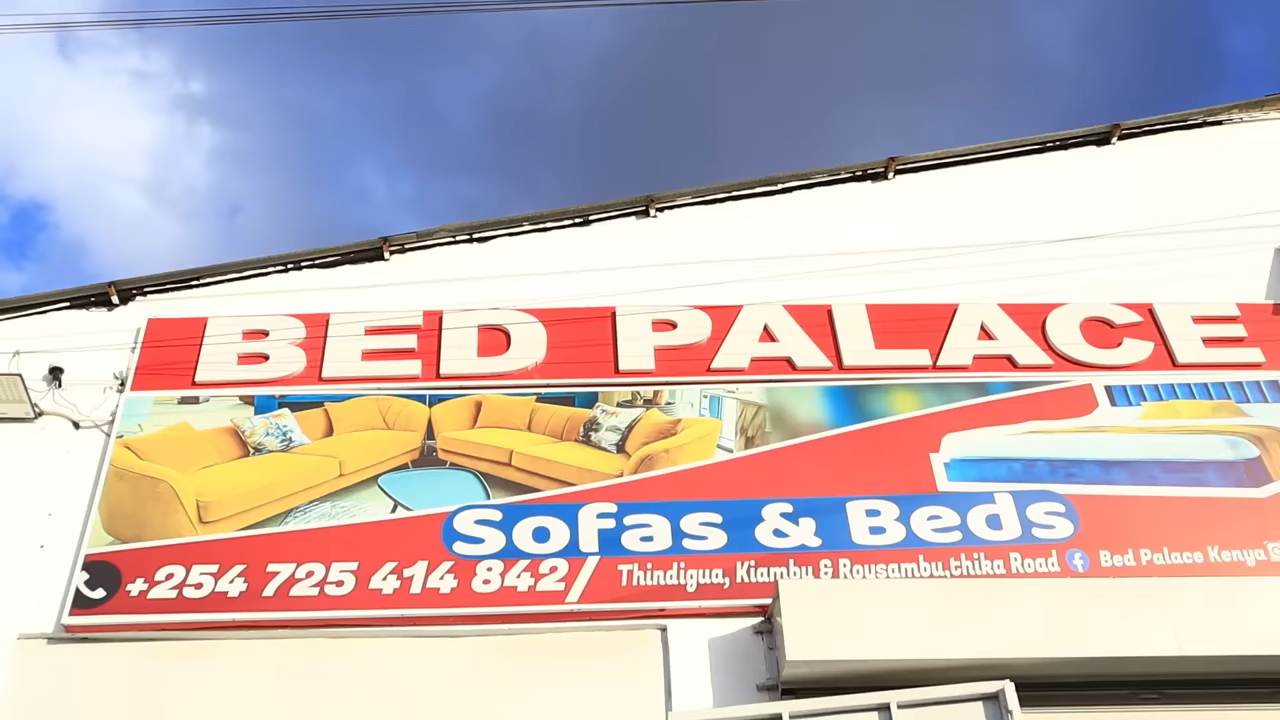 BED PALACE
Sofas & Beds
+254 725 414 842/
Thindigua, Kiambu & Roysambu,thika Road
Bed Palace Kenya